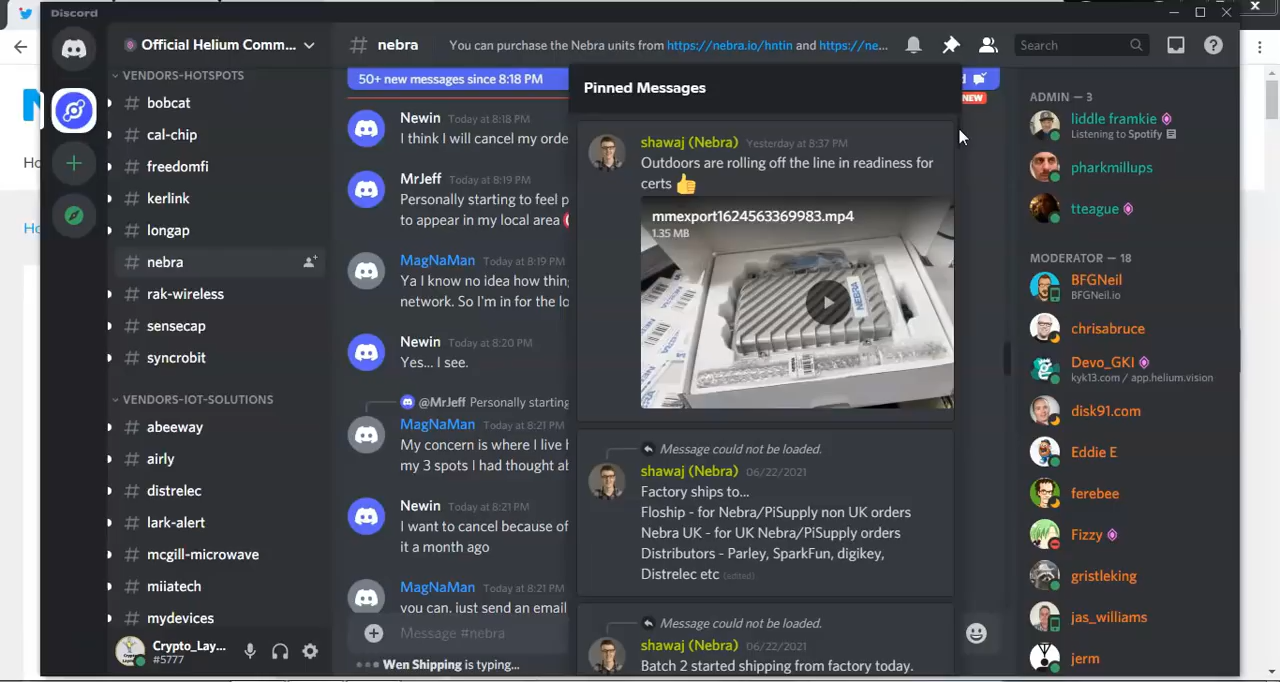 Discord
Official Helium Comm...
VENDORS-HOTSPOTS
# bobcat
# cal-chip
# freedomfi
# kerlink
# longap
# nebra
# rak-wireless
# sensecap
# syncrobit
VENDORS-IOT-SOLUTIONS
# abeeway
# airly
# distrelec
# lark-alert
# mcgill-microwave
# miiatech
# mydevices
Crypto_Lay...
#5777
# nebra
You can purchase the Nebra units from https://nebra.io/hntin and https://ne...
Search
50+ new messages since 8:18 PM
NEW
Newin Today at 8:18 PM
I think I will cancel my orde
MrJeff Today at 8:19 PM
Personally starting to feel p
to appear in my local area
MagNaMan Today at 8:19 PM
Ya I know no idea how thin
network. So I'm in for the lo
Newin Today at 8:20 PM
Yes... I see.
@MrJeff Personally starting
MagNaMan Today at 8:21 PM
My concern is where I live h
my 3 spots I had thought ab
Newin Today at 8:21 PM
I want to cancel because of
it a month ago
MagNaMan Today at 8:21 PM
you can. just send an email
Message #nebra
Wen Shipping is typing...
Pinned Messages
shawaj (Nebra) Yesterday at 8:37 PM
Outdoors are rolling off the line in readiness for
certs 👍
mmexport1624563369983.mp4
1.35 MB
NEBRA
Message could not be loaded.
shawaj (Nebra) 06/22/2021
Factory ships to...
Floship - for Nebra/PiSupply non UK orders
Nebra UK - for UK Nebra/PiSupply orders
Distributors - Parley, SparkFun, digikey,
Distrelec etc (edited)
Message could not be loaded.
shawaj (Nebra) 06/22/2021
Batch 2 started shipping from factory today.
ADMIN — 3
liddle framkie
Listening to Spotify
pharkmillups
tteague
MODERATOR — 18
BFGNeil
BFGNeil.io
chrisabruce
Devo_GKI
kyk13.com / app.helium.vision
disk91.com
Eddie E
ferebee
Fizzy
gristleking
jas_williams
jerm